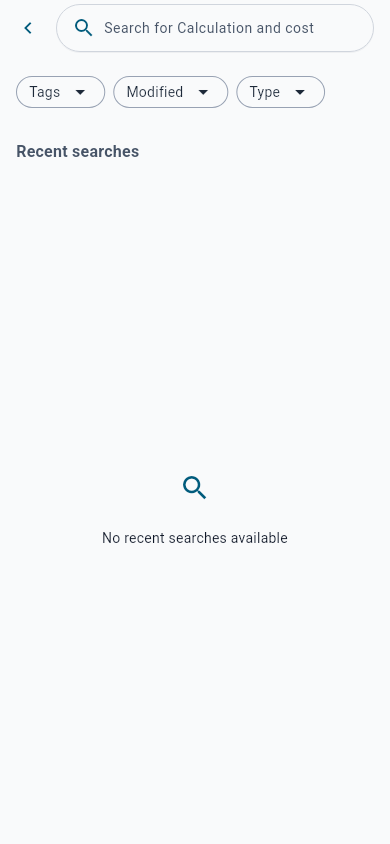 Search for Calculation and cost
Tags
Modified
Type
Recent searches
No recent searches available